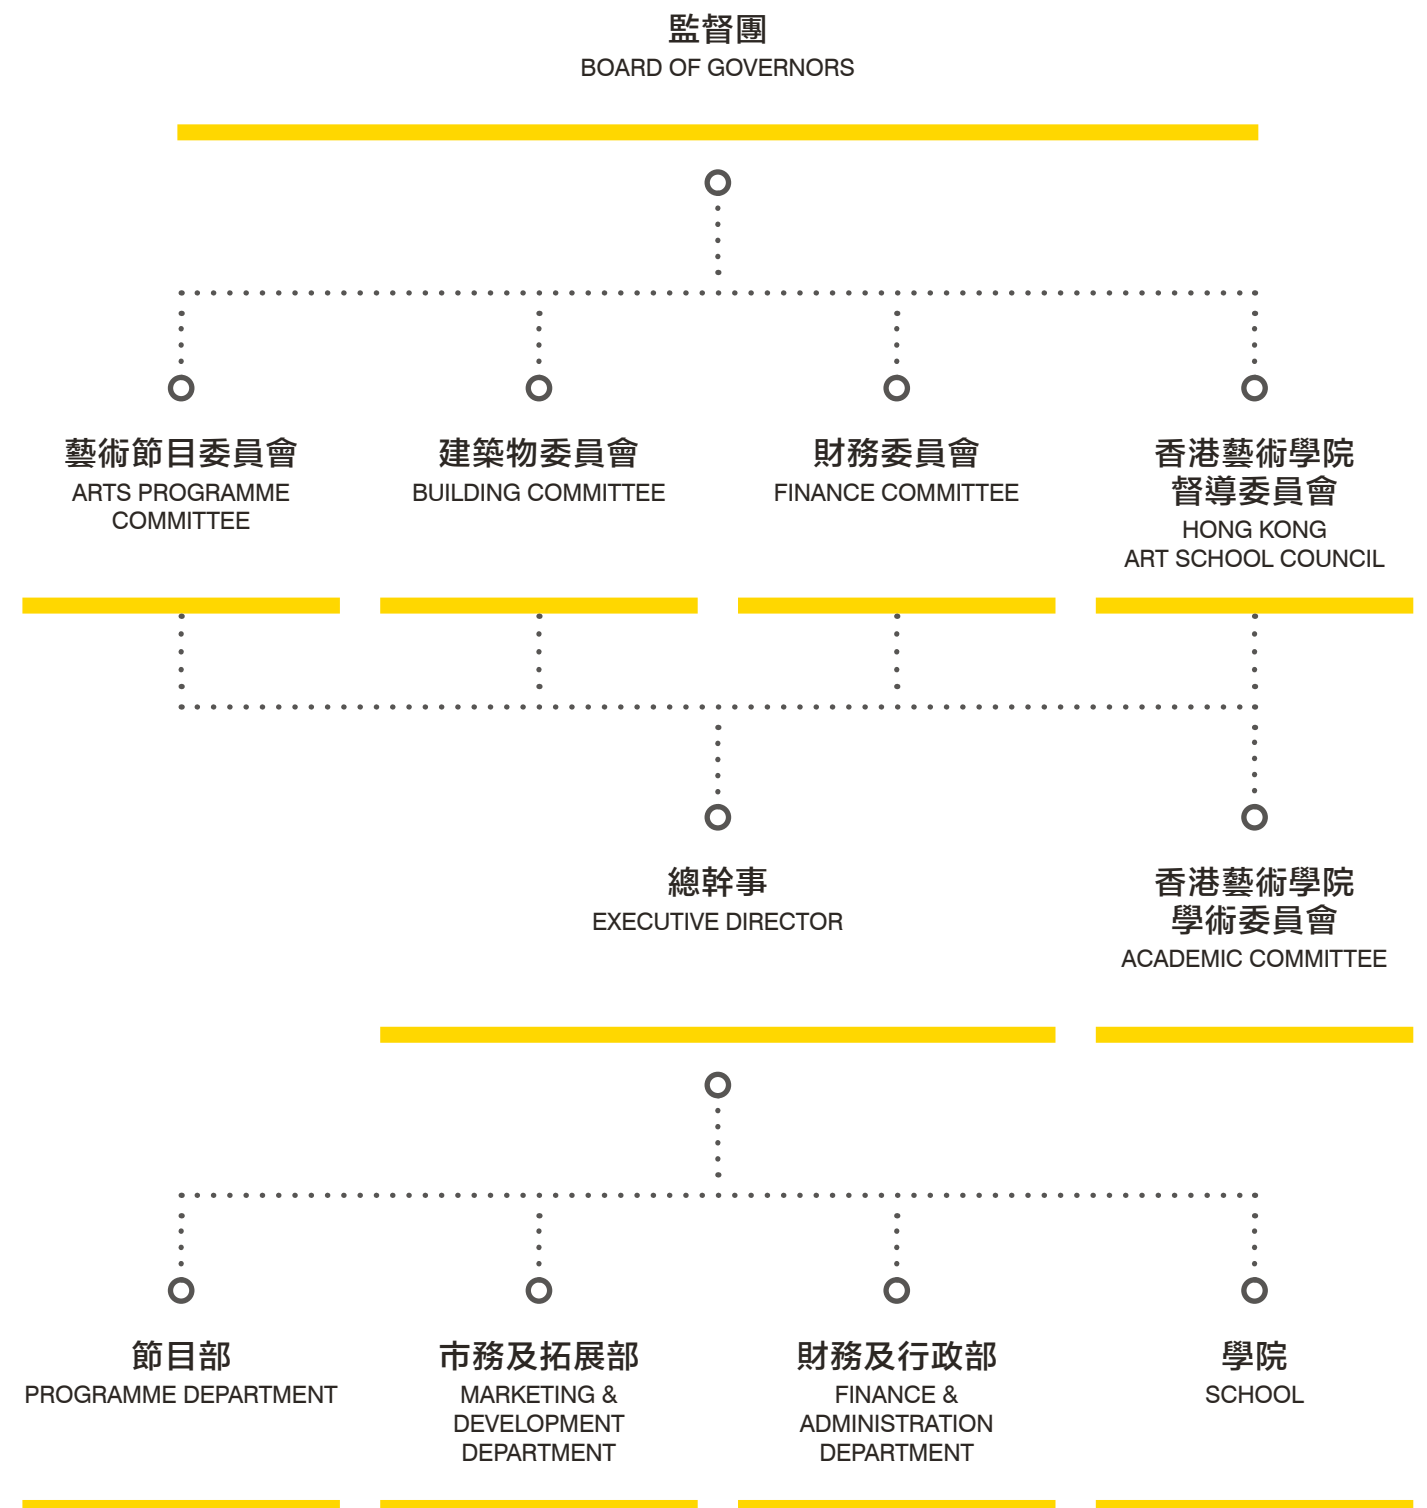 監督團
BOARD OF GOVERNORS
藝術節目委員會
ARTS PROGRAMME
COMMITTEE
建築物委員會
BUILDING COMMITTEE
財務委員會
FINANCE COMMITTEE
香港藝術學院
督導委員會
HONG KONG
ART SCHOOL COUNCIL
總幹事
EXECUTIVE DIRECTOR
香港藝術學院
學術委員會
ACADEMIC COMMITTEE
節目部
PROGRAMME DEPARTMENT
市務及拓展部
MARKETING &
DEVELOPMENT
DEPARTMENT
財務及行政部
FINANCE &
ADMINISTRATION
DEPARTMENT
學院
SCHOOL